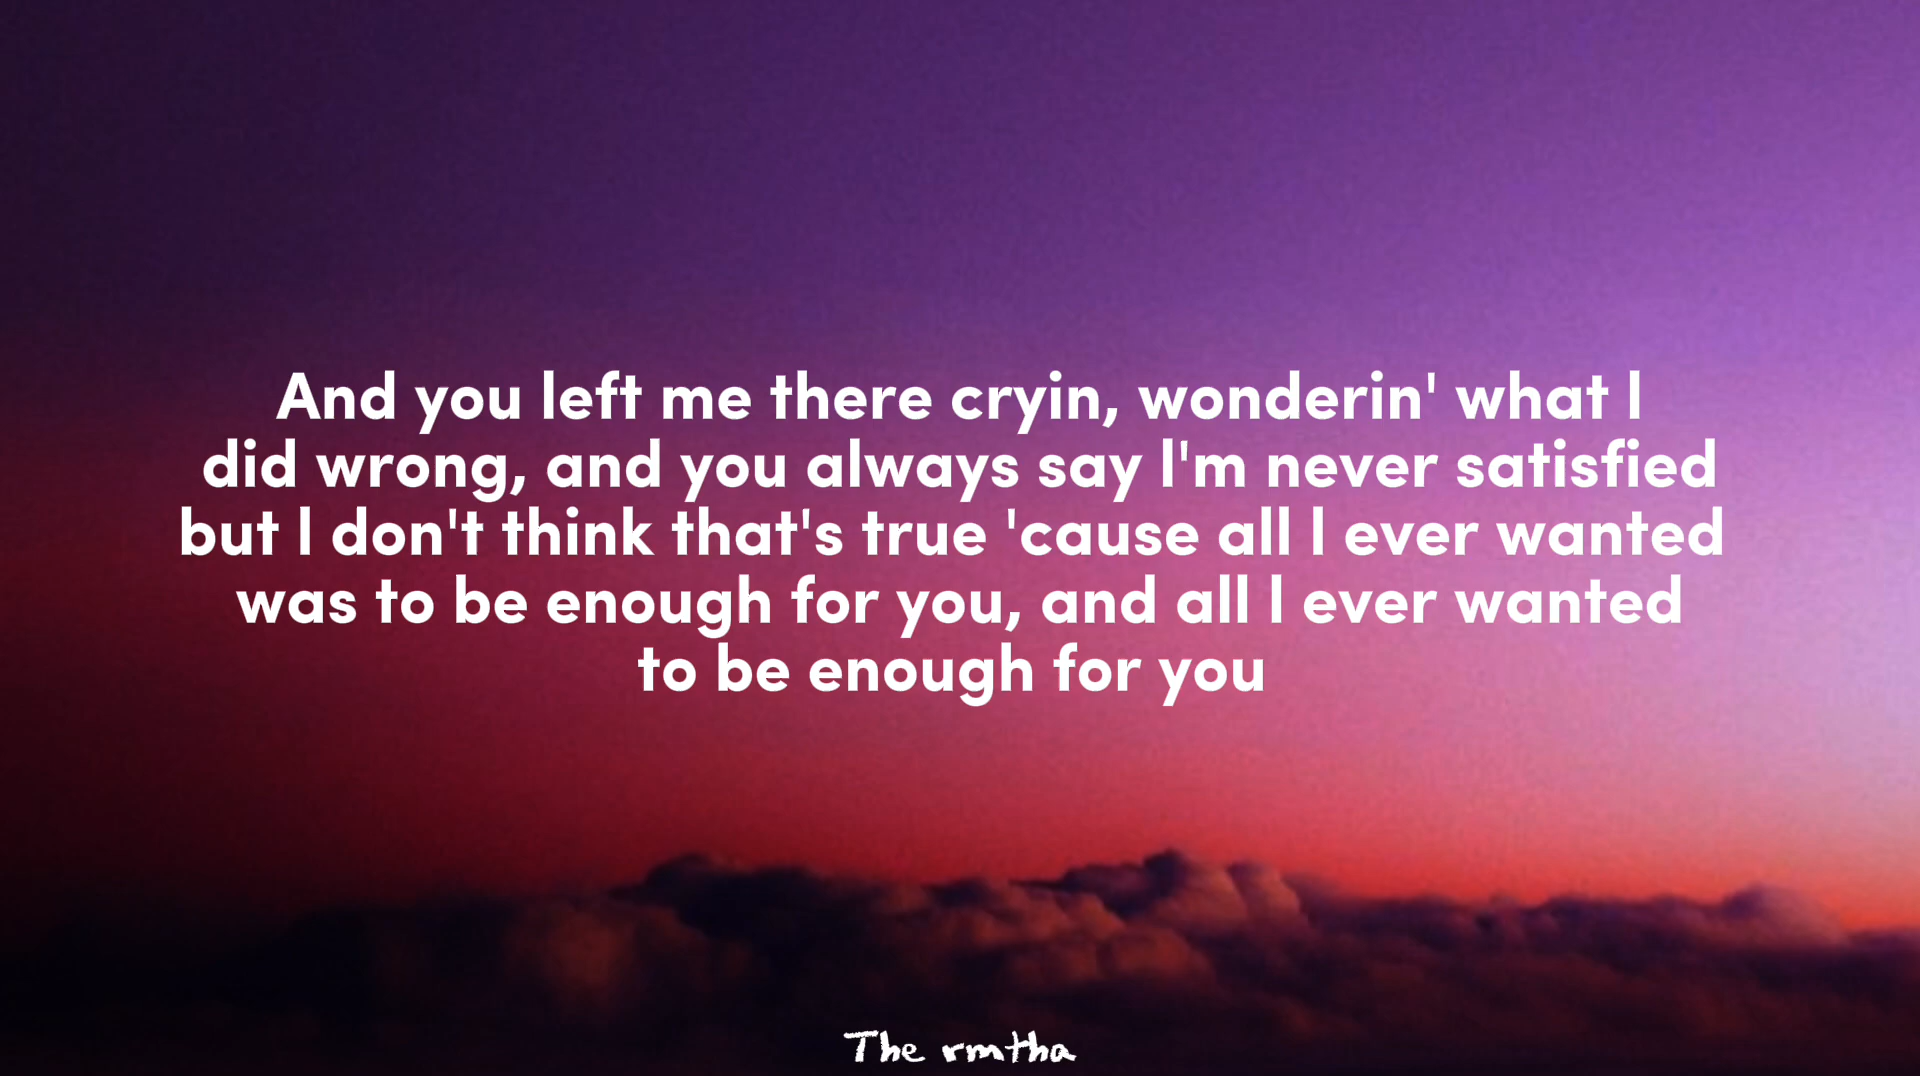 And you left me there cryin, wonderin' what I
did wrong, and you always say I'm never satisfied
but I don't think that's true 'cause all I ever wanted
was to be enough for you, and all I ever wanted
to be enough for you
The rmtha